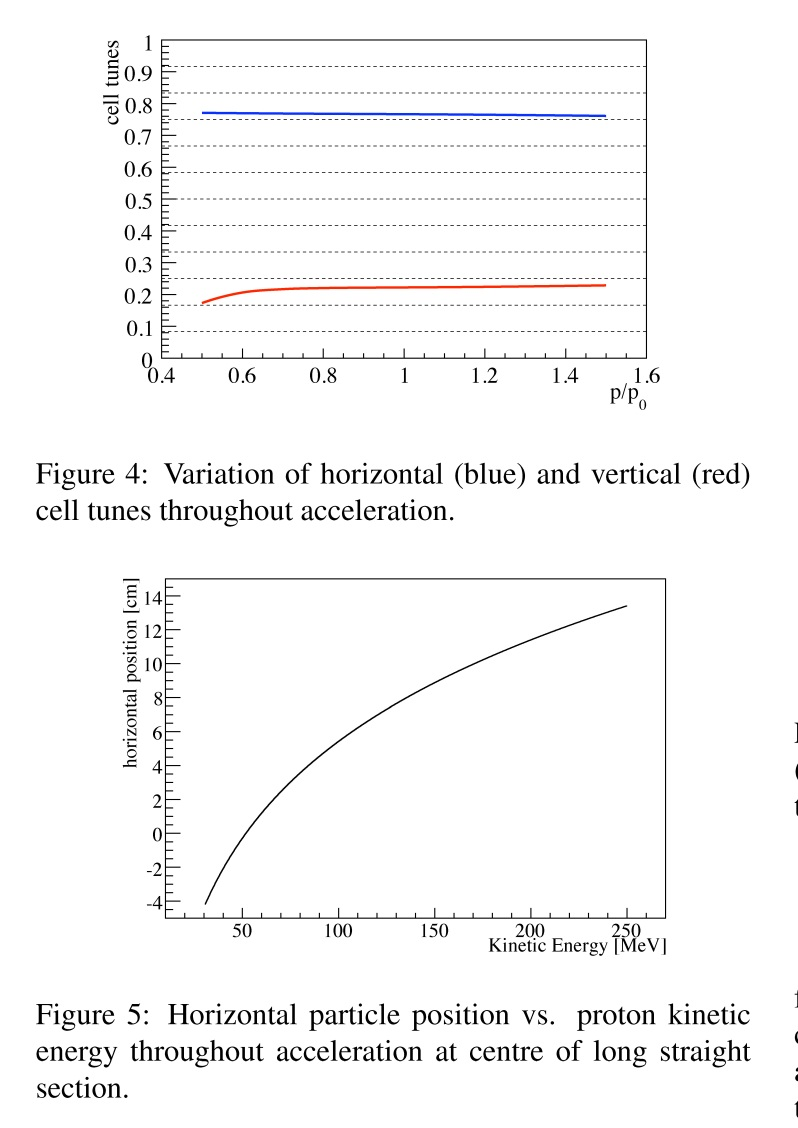 cell tunes
1
0.9
0.8
0.7
0.6
0.5
0.4
0.3
0.2
0.1
0
0.4 0.6 0.8 1 1.2 1.4 1.6
p/p0
Figure 4: Variation of horizontal (blue) and vertical (red)
cell tunes throughout acceleration.
horizontal position [cm]
14
12
10
8
6
4
2
0
-2
-4
50 100 150 200 250
Kinetic Energy [MeV]
Figure 5: Horizontal particle position vs. proton kinetic
energy throughout acceleration at centre of long straight
section.